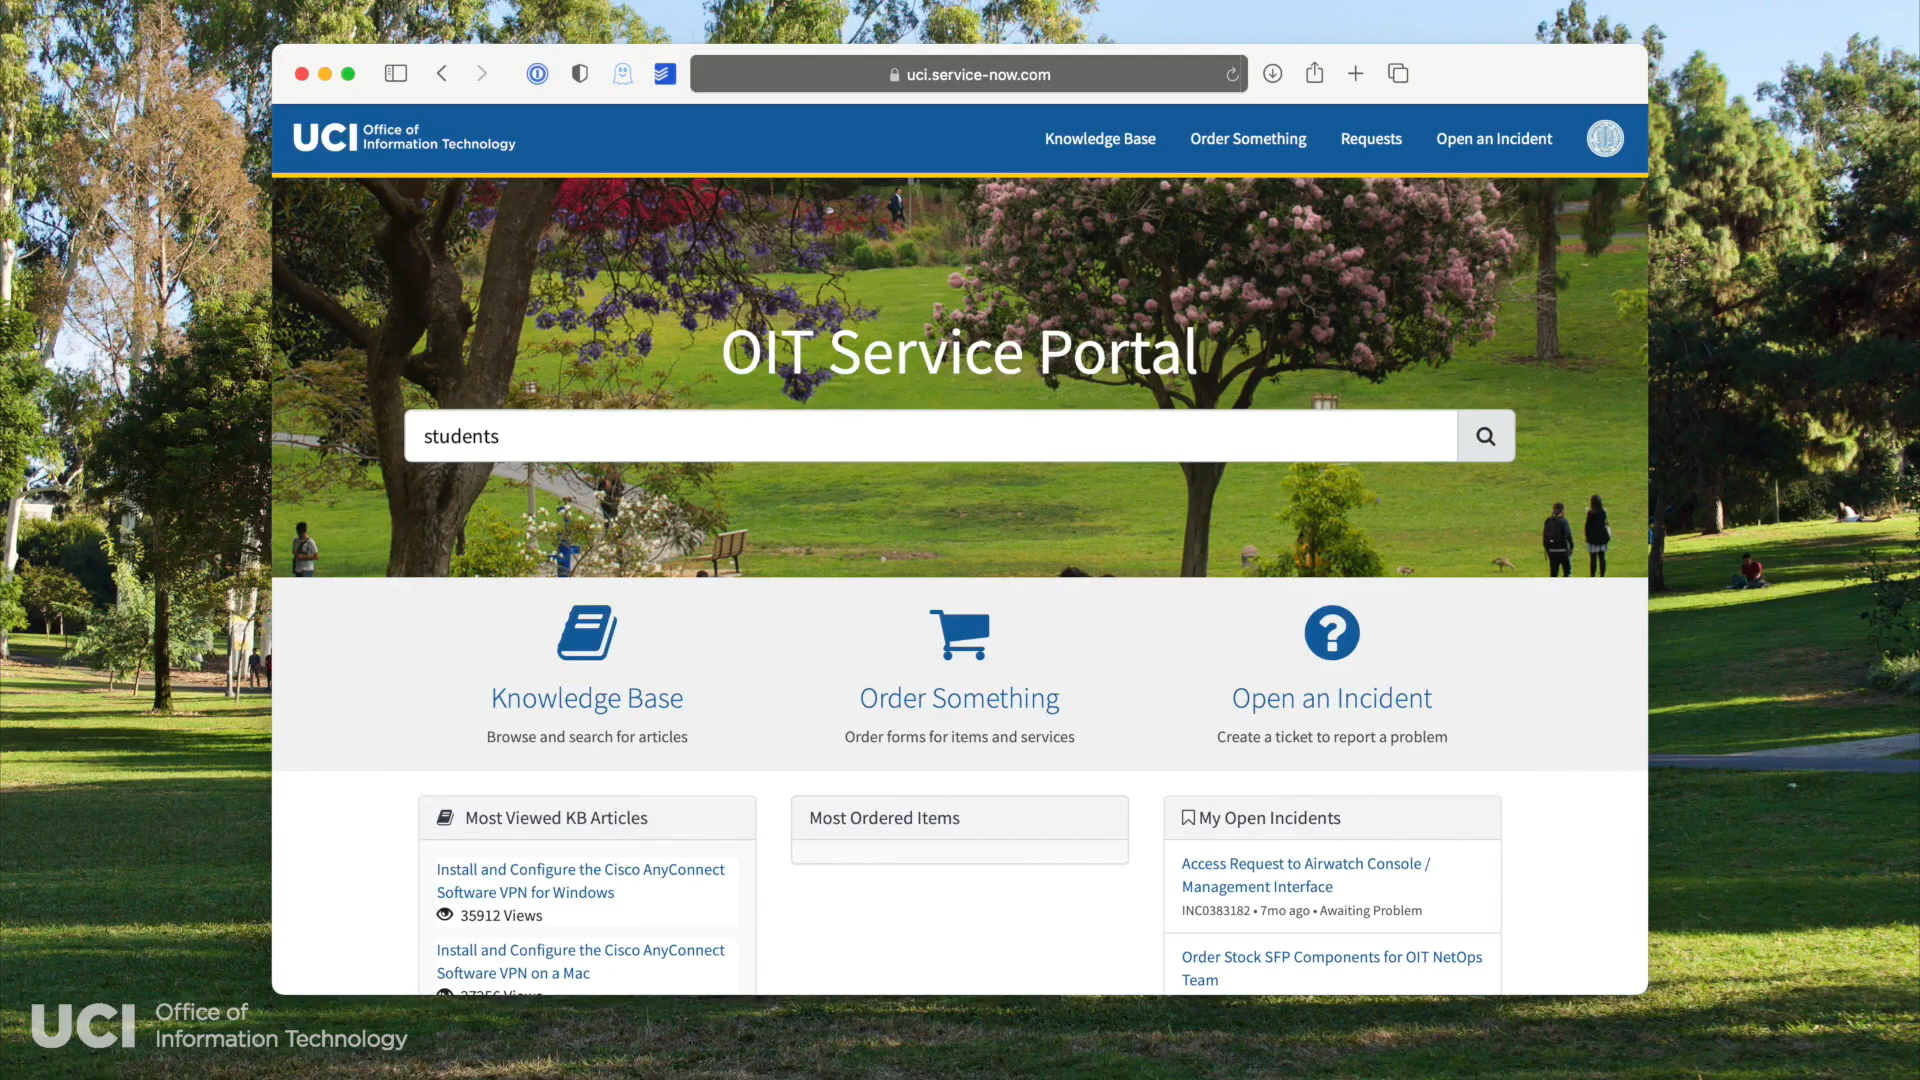 uci.service-now.com
UCI Office of
Information Technology
Knowledge Base
Order Something
Requests
Open an Incident
OIT Service Portal
students
Knowledge Base
Browse and search for articles
Order Something
Order forms for items and services
Open an Incident
Create a ticket to report a problem
Most Viewed KB Articles
Install and Configure the Cisco AnyConnect
Software VPN for Windows
35912 Views
Install and Configure the Cisco AnyConnect
Software VPN on a Mac
Most Ordered Items
My Open Incidents
Access Request to Airwatch Console /
Management Interface
INC0383182 • 7mo ago • Awaiting Problem
Order Stock SFP Components for OIT NetOps
Team
UCI Office of
Information Technology